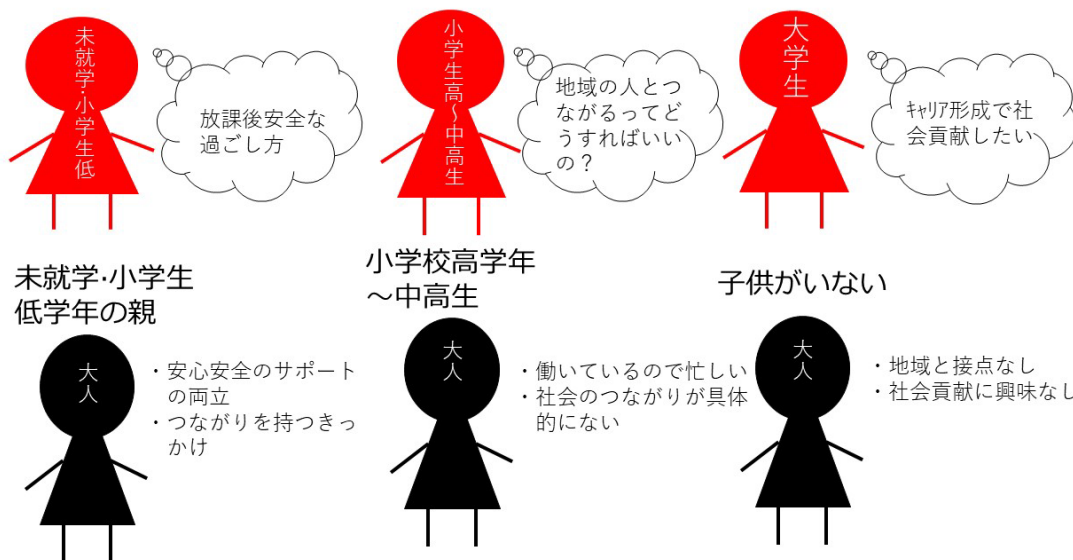 未就学・小学生低
放課後安全な
過ごし方
小学生高～中高生
地域の人とつ
ながるってど
うすればいい
の？
大学生
ｷｬﾘｱ形成で社
会貢献したい
未就学・小学生
低学年の親
大人
・安心安全のサポート
の両立
・つながりを持つきっ
かけ
小学校高学年
～中高生
大人
・働いているので忙しい
・社会のつながりが具体
的にない
子供がいない
大人
・地域と接点なし
・社会貢献に興味なし